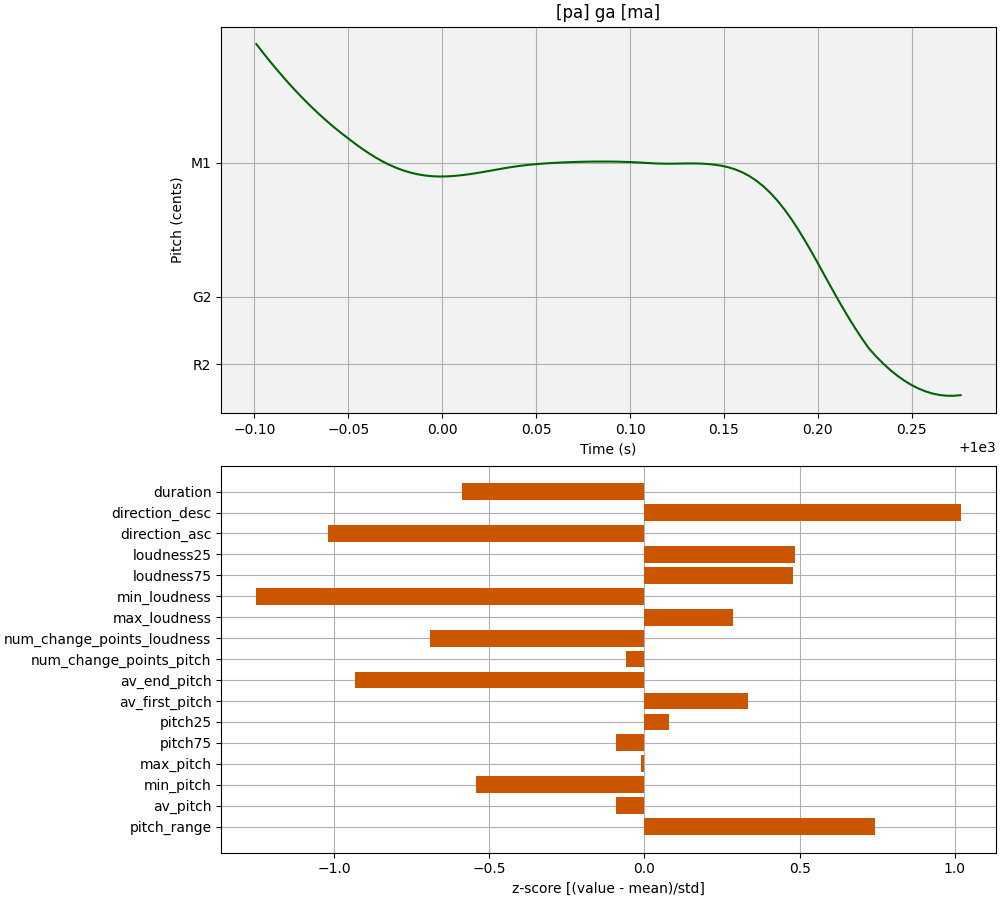 [pa] ga [ma]
Pitch (cents)
M1
G2
R2
−0.10 −0.05 0.00 0.05 0.10 0.15 0.20 0.25
+1e3
Time (s)
duration
direction_desc
direction_asc
loudness25
loudness75
min_loudness
max_loudness
num_change_points_loudness
num_change_points_pitch
av_end_pitch
av_first_pitch
pitch25
pitch75
max_pitch
min_pitch
av_pitch
pitch_range
−1.0 −0.5 0.0 0.5 1.0
z-score [(value - mean)/std]